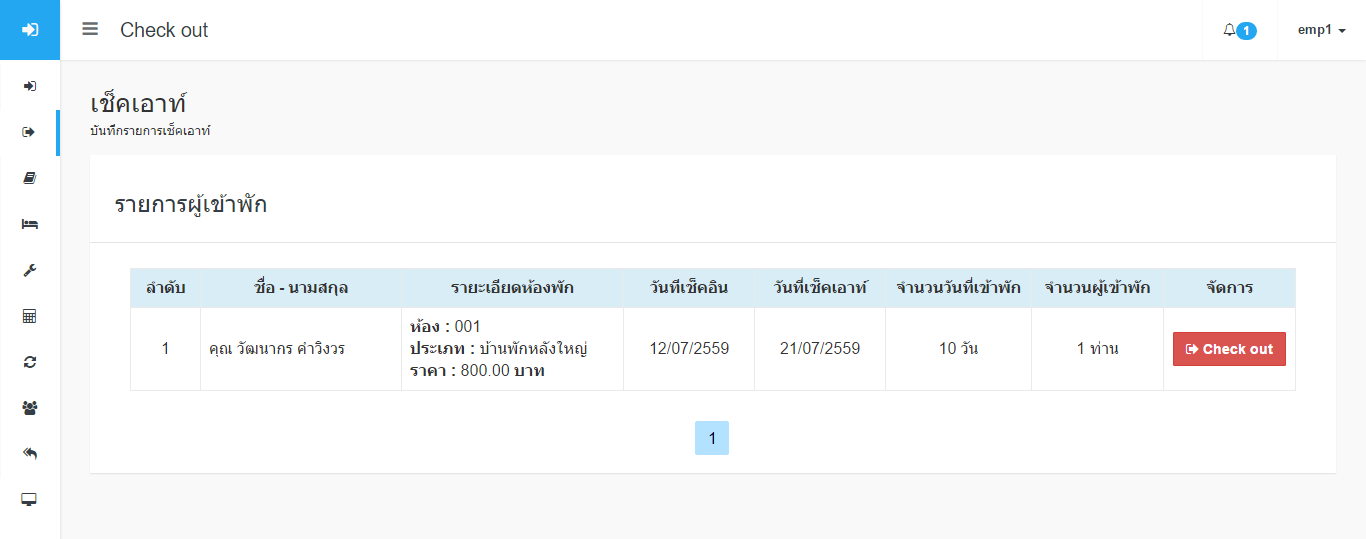 Check out
1
emp1
เช็คเอาท์
บันทึกรายการเช็คเอาท์
รายการผู้เข้าพัก
ลำดับ ชื่อ - นามสกุล รายะเอียดห้องพัก วันทีเช็คอิน วันที่เช็คเอาท์ จำนวนวันที่เข้าพัก จำนวนผู้เข้าพัก จัดการ
1 คุณ วัฒนากร คำวิงวร ห้อง : 001 12/07/2559 21/07/2559 10 วัน 1 ท่าน Check out
ประเภท : บ้านพักหลังใหญ่
ราคา : 800.00 บาท
1